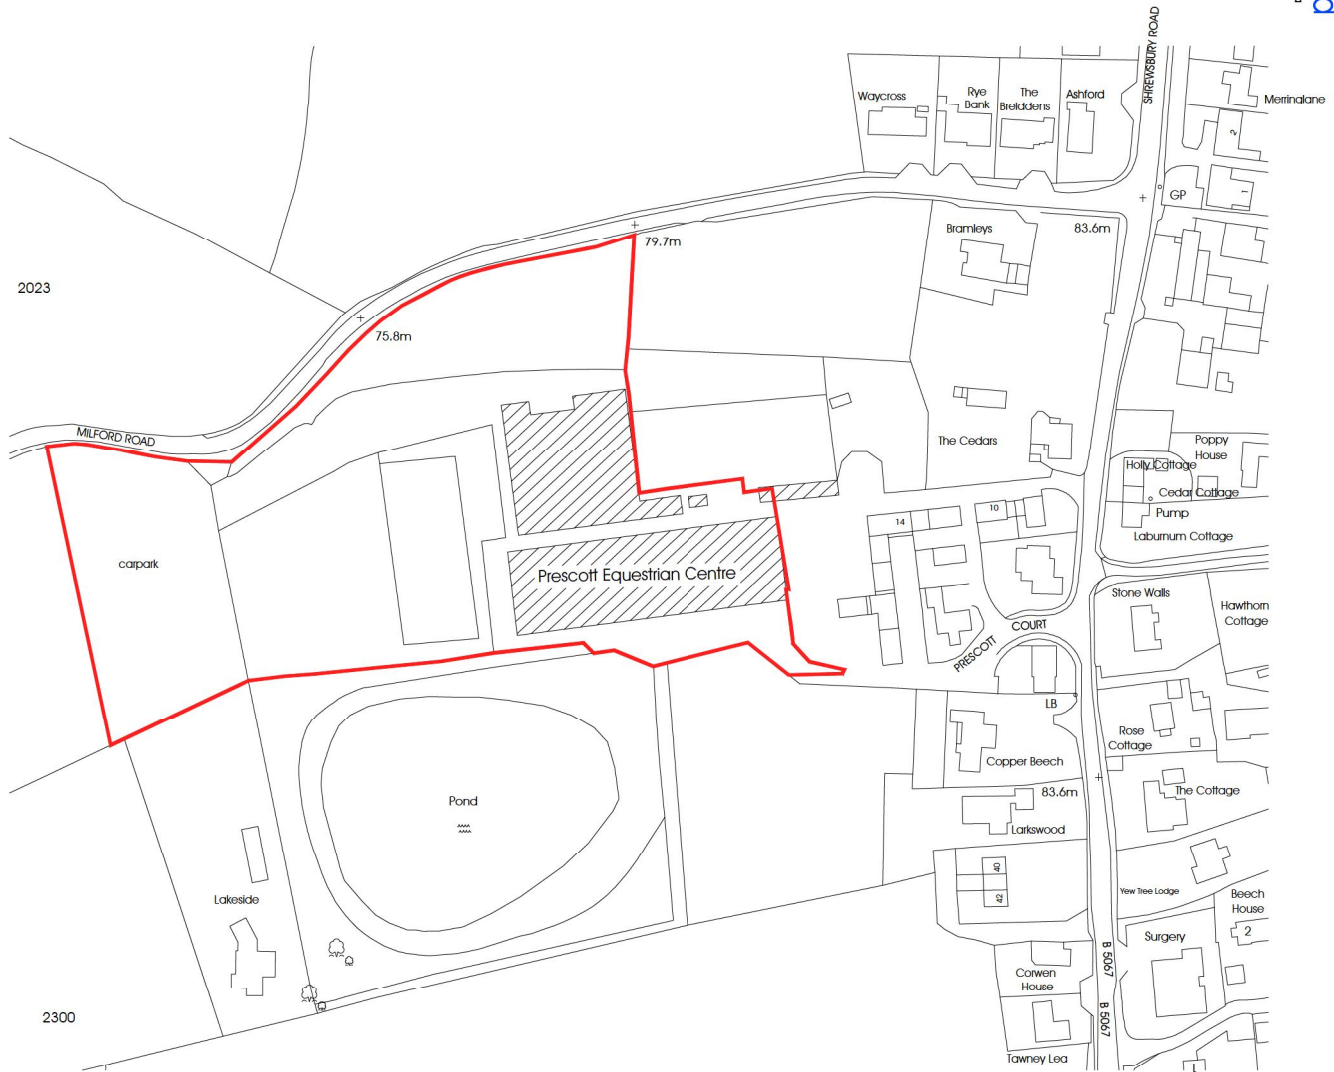 SHREWSBURY ROAD
Waycross
Rye
Bank
The
Breiddens
Ashford
Merringlane
2
1
GP
Bramleys
83.6m
79.7m
2023
75.8m
MILFORD ROAD
The Cedars
Poppy
House
Holly Cottage
Cedar Cottage
Pump
Laburnum Cottage
14
10
carpark
Prescott Equestrian Centre
Stone Walls
Hawthorn
Cottage
PRESCOTT COURT
LB
Rose
Cottage
Copper Beech
83.6m
The Cottage
Pond
Larkswood
40
42
Yew Tree Lodge
Beech
House
2
Lakeside
Surgery
B 5067
Corwen
House
B 5067
2300
Tawney Lea